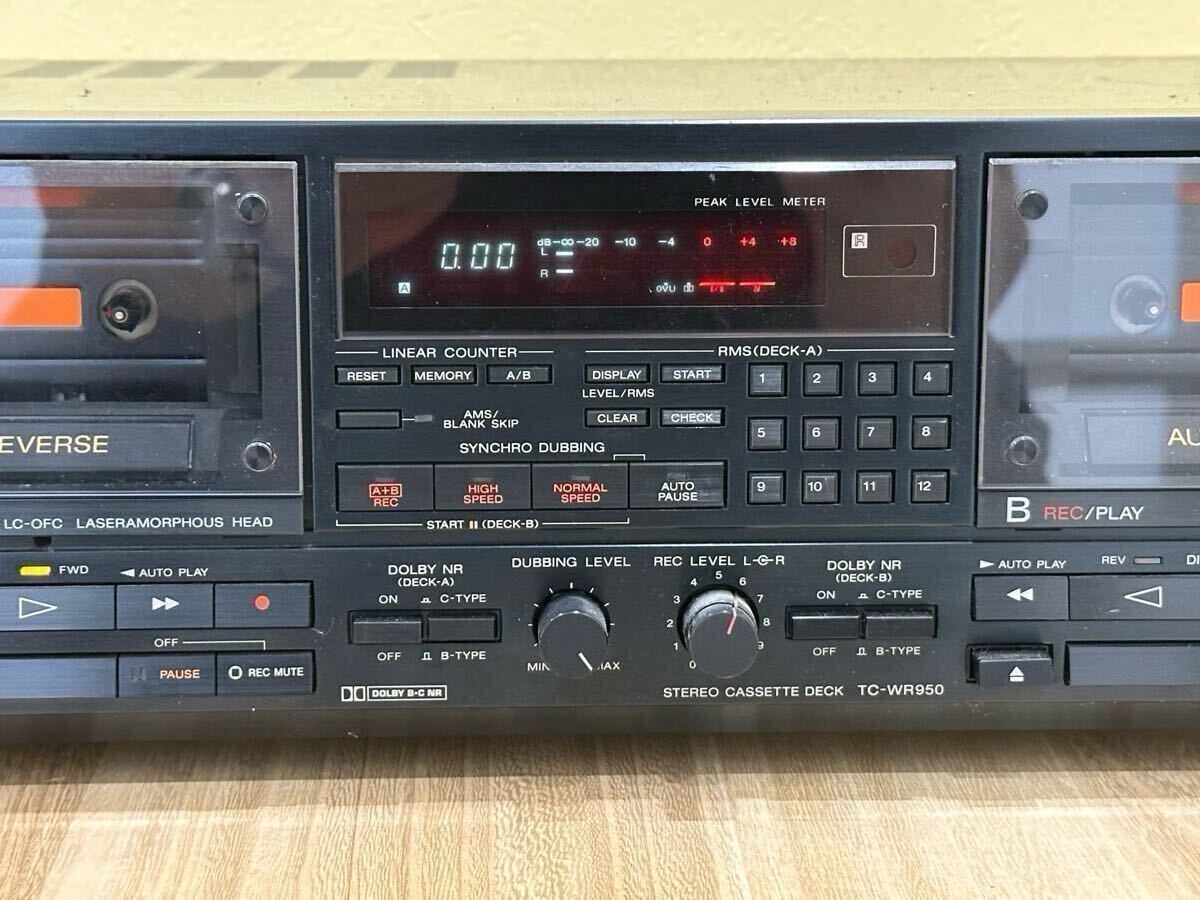 PEAK LEVEL METER
dB -∞ -20 -10 -4 0 +4 +8
L
R
0.00
A
LINEAR COUNTER
RESET MEMORY A/B
AMS/
BLANK SKIP
RMS(DECK-A)
DISPLAY START
LEVEL/RMS
CLEAR CHECK
1 2 3 4
5 6 7 8
9 10 11 12
SYNCHRO DUBBING
A+B
REC
HIGH
SPEED
NORMAL
SPEED
AUTO
PAUSE
START II (DECK-B)
EVERSE
LC-OFC LASERAMORPHOUS HEAD
AU
B REC/PLAY
FWD
◄ AUTO PLAY
OFF
PAUSE
REC MUTE
DOLBY NR
(DECK-A)
ON C-TYPE
OFF B-TYPE
DOLBY B·C NR
DUBBING LEVEL
MIN MAX
REC LEVEL L R
0 1 2 3 4 5 6 7 8 9
DOLBY NR
(DECK-B)
ON C-TYPE
OFF B-TYPE
STEREO CASSETTE DECK TC-WR950
► AUTO PLAY
REV
DI